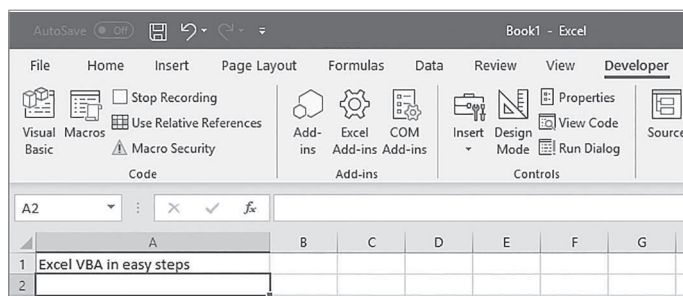 AutoSave Off Book1 - Excel
File Home Insert Page Layout Formulas Data Review View Developer
Stop Recording
Use Relative References
Macro Security
Visual Basic
Macros
Code
Add-ins
Excel Add-ins
COM Add-ins
Add-ins
Insert
Design Mode
Properties
View Code
Run Dialog
Controls
Source
A2 fx
A B C D E F G
1 Excel VBA in easy steps
2